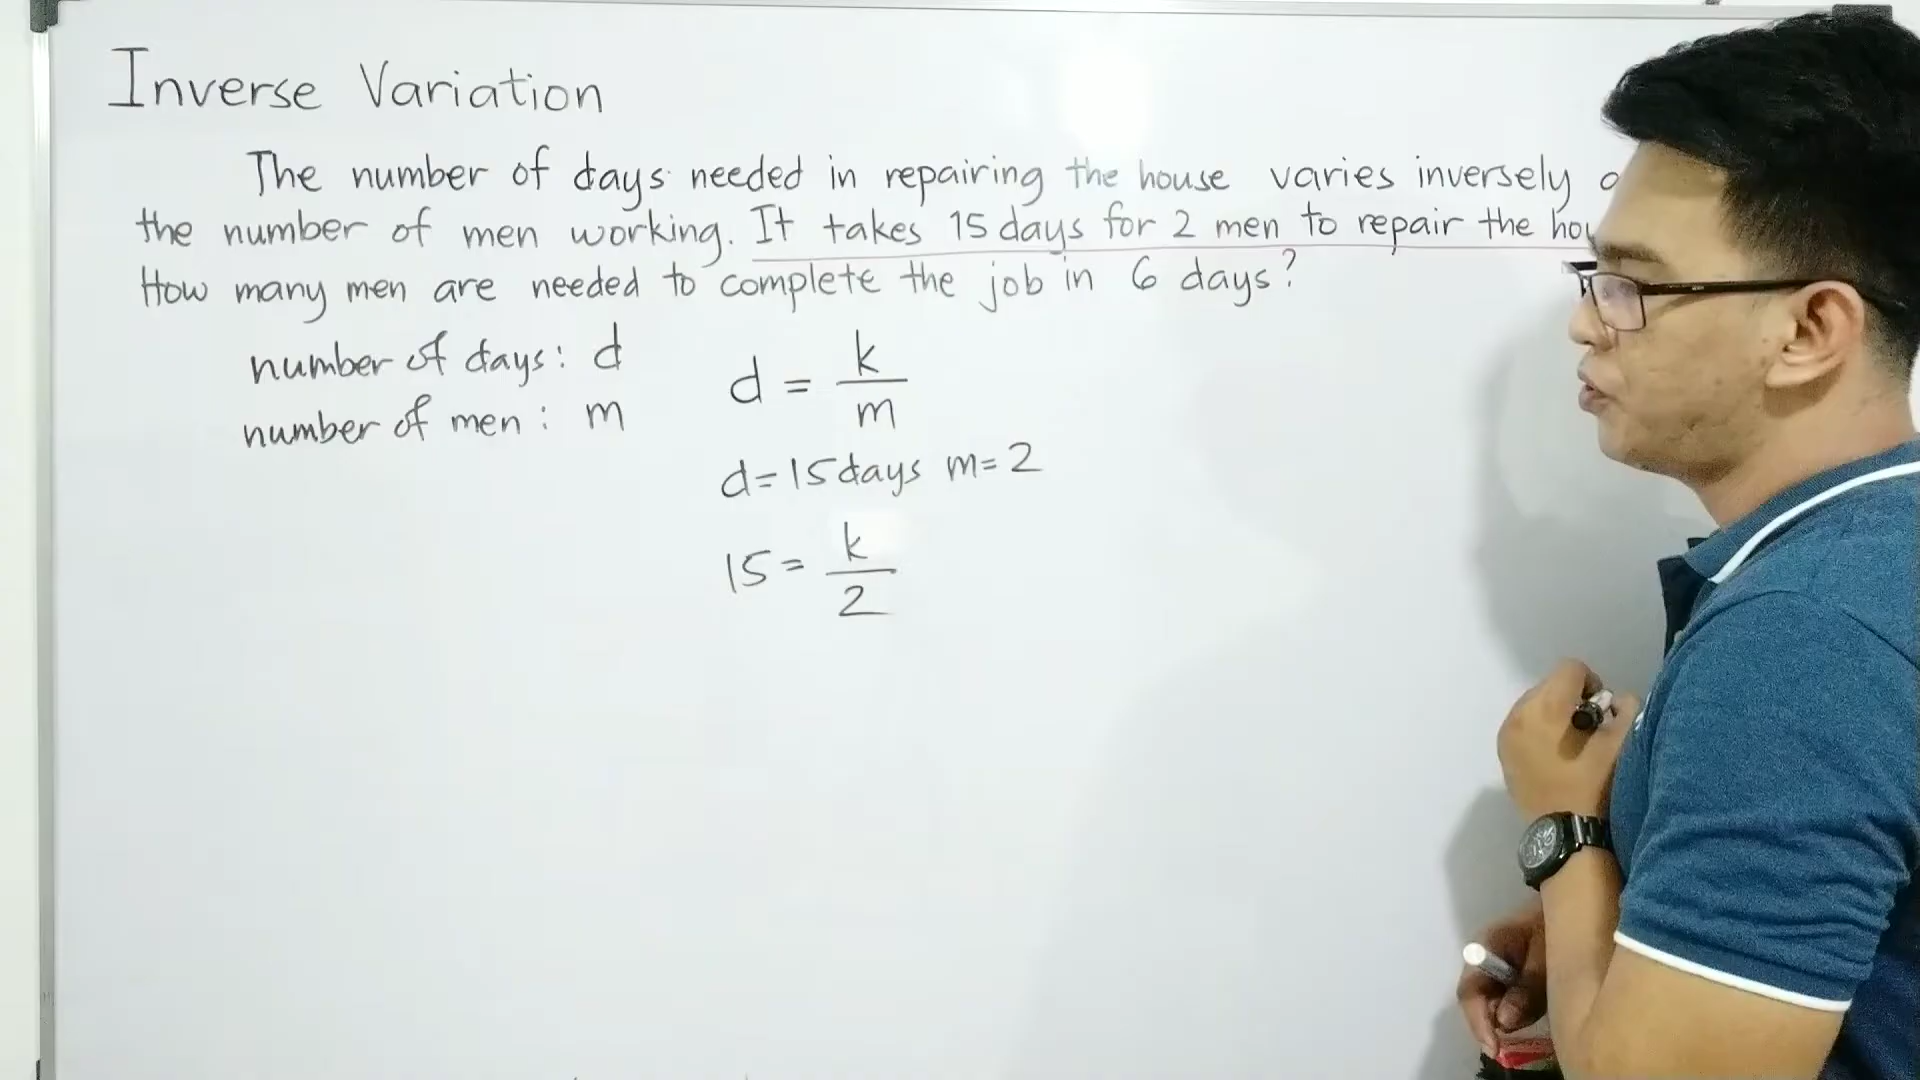 Inverse Variation
The number of days needed in repairing the house varies inversely
the number of men working. It takes 15 days for 2 men to repair the
How many men are needed to complete the job in 6 days?
number of days: d
number of men: m
d = k/m
d=15days m=2
15 = k/2